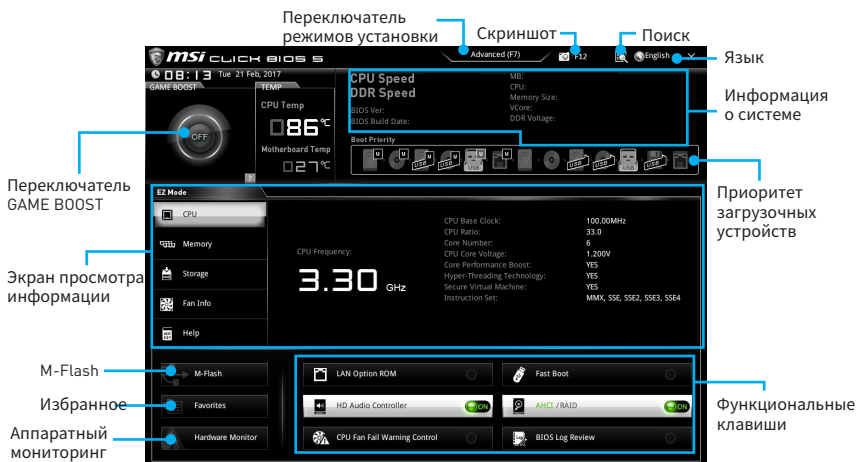 Переключатель
режимов установки
Скриншот
Поиск
Язык
msi CLICK BIOS 5
Advanced (F7)
F12
English
X
08:13 Tue 21 Feb, 2017
GAME BOOST
TEMP
OFF
?
CPU Temp
86°C
Motherboard Temp
27°C
CPU Speed
DDR Speed
BIOS Ver:
BIOS Build Date:
MB:
CPU:
Memory Size:
VCore:
DDR Voltage:
Информация
о системе
Boot Priority
U U U U U U
USB USB USB USB USB USB USB
Приоритет
загрузочных
устройств
Переключатель
GAME BOOST
EZ Mode
CPU
Memory
Storage
Fan Info
Help
Экран просмотра
информации
CPU Frequency:
3.30 GHz
CPU Base Clock: 100.00MHz
CPU Ratio: 33.0
Core Number: 6
CPU Core Voltage: 1.200V
Core Performance Boost: YES
Hyper-Threading Technology: YES
Secure Virtual Machine: YES
Instruction Set: MMX, SSE, SSE2, SSE3, SSE4
M-Flash
Избранное
Аппаратный
мониторинг
M-Flash
Favorites
Hardware Monitor
LAN Option ROM
Fast Boot
HD Audio Controller ON
AHCI /RAID ON
CPU Fan Fail Warning Control
BIOS Log Review
Функциональные
клавиши